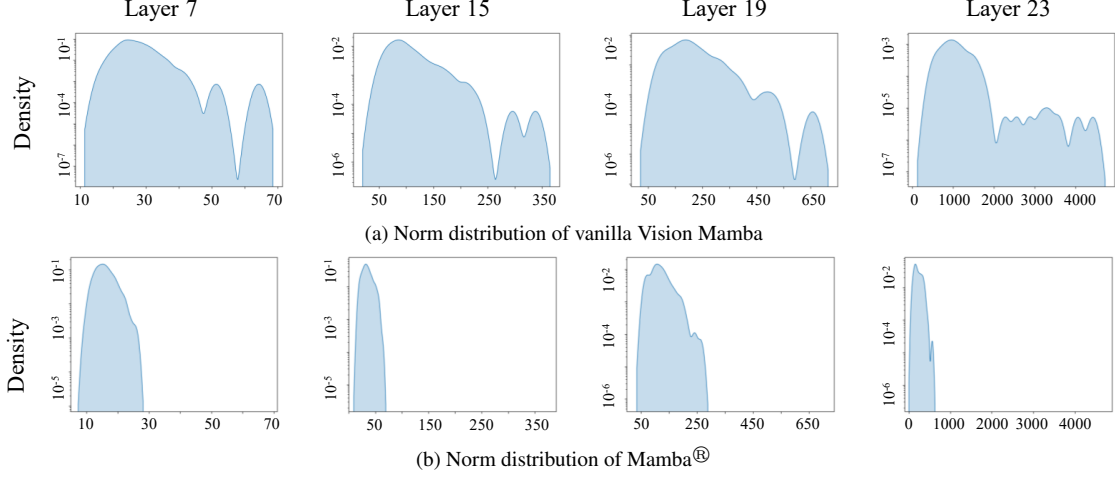 Layer 7 Layer 15 Layer 19 Layer 23
Density
10⁻¹ 10⁻⁴ 10⁻⁷
10 30 50 70
10⁻² 10⁻⁴ 10⁻⁶
50 150 250 350
10⁻² 10⁻⁴ 10⁻⁶
50 250 450 650
10⁻³ 10⁻⁵ 10⁻⁷
0 1000 2000 3000 4000
(a) Norm distribution of vanilla Vision Mamba
Density
10⁻¹ 10⁻³ 10⁻⁵
10 30 50 70
10⁻¹ 10⁻³ 10⁻⁵
50 150 250 350
10⁻² 10⁻⁴ 10⁻⁶
50 250 450 650
10⁻² 10⁻⁴ 10⁻⁶
0 1000 2000 3000 4000
(b) Norm distribution of Mamba®